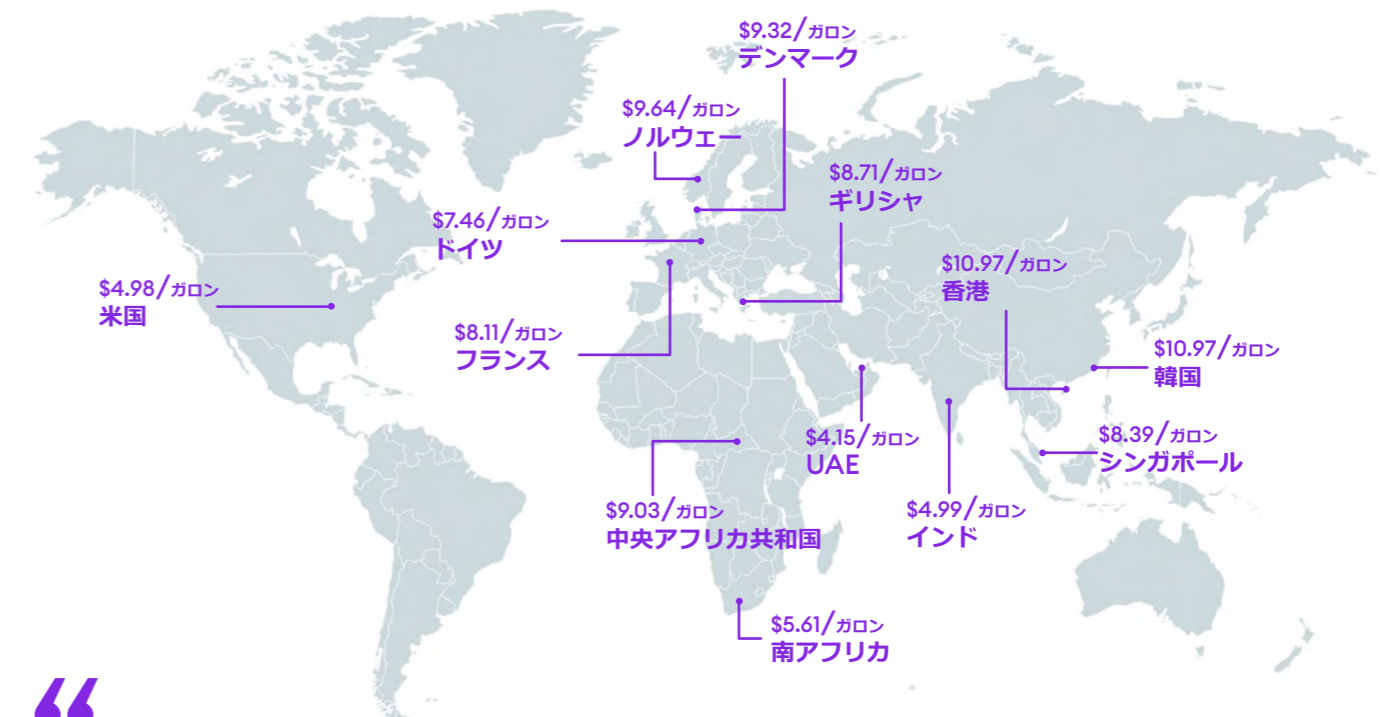 $9.32/ガロン
デンマーク
$9.64/ガロン
ノルウェー
$8.71/ガロン
ギリシャ
$7.46/ガロン
ドイツ
$10.97/ガロン
香港
$4.98/ガロン
米国
$8.11/ガロン
フランス
$10.97/ガロン
韓国
$4.15/ガロン
UAE
$8.39/ガロン
シンガポール
$9.03/ガロン
中央アフリカ共和国
$4.99/ガロン
インド
$5.61/ガロン
南アフリカ
“